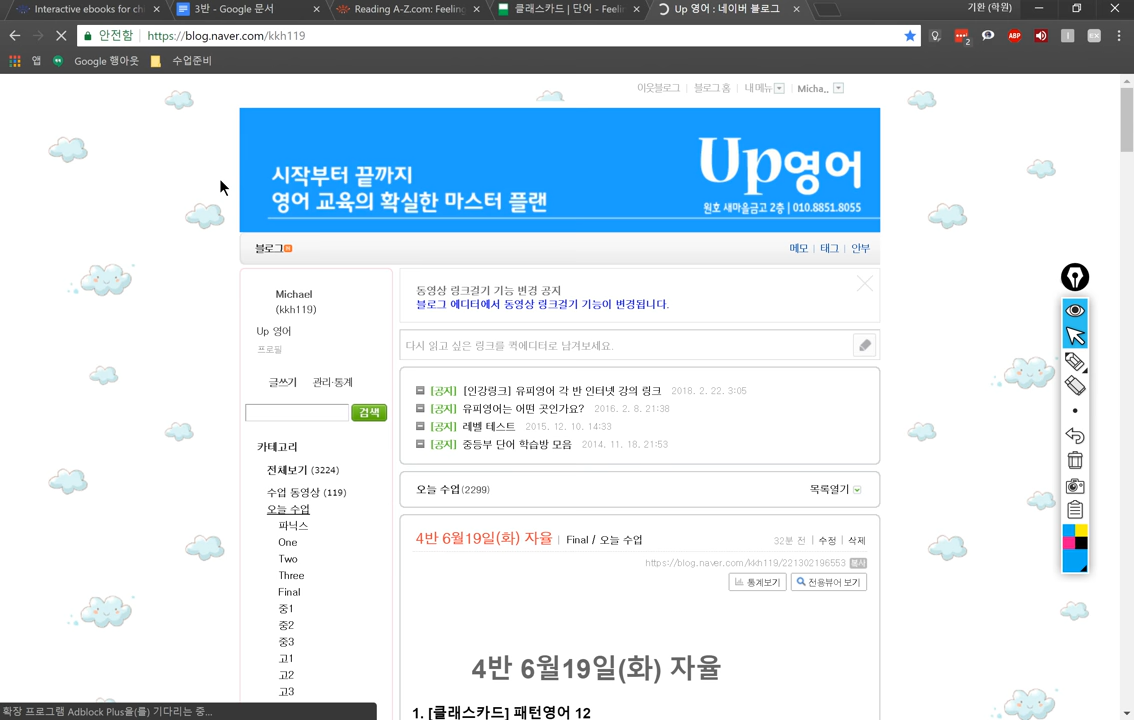 Interactive ebooks for ch
3반 - Google 문서
Reading A-Z.com: Feeling
클래스카드 | 단어 - Feeli
Up 영어 : 네이버 블로그
기환 (학원)
안전함 https://blog.naver.com/kkh119
앱 Google 행아웃 수업준비
이웃블로그 블로그홈 내 메뉴 Micha..
Up영어
시작부터 끝까지
영어 교육의 확실한 마스터 플랜
원호 새마을금고 2층 | 010.8851.8055
블로그
메모 태그 안부
Michael
(kkh119)
Up 영어
프로필
글쓰기 관리·통계
검색
카테고리
전체보기 (3224)
수업 동영상 (119)
오늘 수업
파닉스
One
Two
Three
Final
중1
중2
중3
고1
고2
고3
동영상 링크걸기 기능 변경 공지
블로그 에디터에서 동영상 링크걸기 기능이 변경됩니다.
다시 읽고 싶은 링크를 퀵에디터로 남겨보세요.
[공지] [인강링크] 유피영어 각 반 인터넷 강의 링크 2018. 2. 22. 3:05
[공지] 유피영어는 어떤 곳인가요? 2016. 2. 8. 21:38
[공지] 레벨 테스트 2015. 12. 10. 14:33
[공지] 중등부 단어 학습방 모음 2014. 11. 18. 21:53
오늘 수업(2299)
목록열기
4반 6월19일(화) 자율 Final / 오늘 수업
32분 전 수정 삭제
https://blog.naver.com/kkh119/221302196553 복사
통계보기 전용뷰어 보기
4반 6월19일(화) 자율
1. [클래스카드] 패턴영어 12
확장 프로그램 Adblock Plus을(를) 기다리는 중...
2
ABP